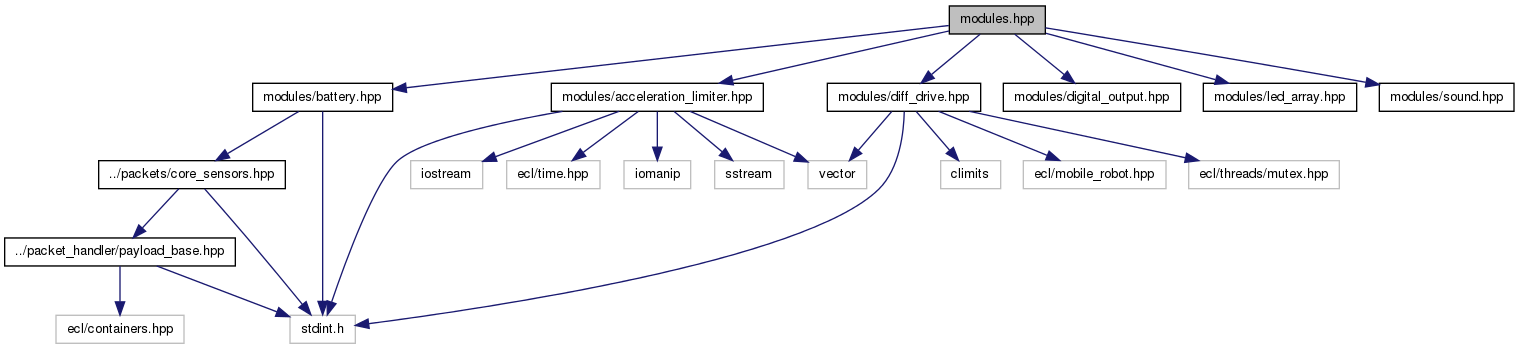 modules.hpp
modules/battery.hpp
modules/acceleration_limiter.hpp
modules/diff_drive.hpp
modules/digital_output.hpp
modules/led_array.hpp
modules/sound.hpp
../packets/core_sensors.hpp
iostream
ecl/time.hpp
iomanip
sstream
vector
climits
ecl/mobile_robot.hpp
ecl/threads/mutex.hpp
../packet_handler/payload_base.hpp
ecl/containers.hpp
stdint.h